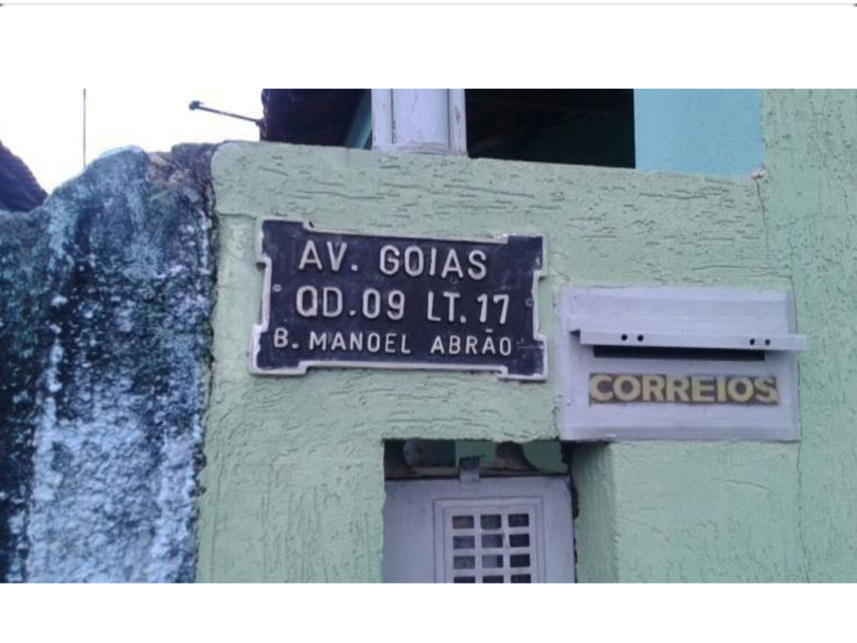 AV. GOIAS
QD.09 LT.17
B. MANOEL ABRÃO
CORREIOS